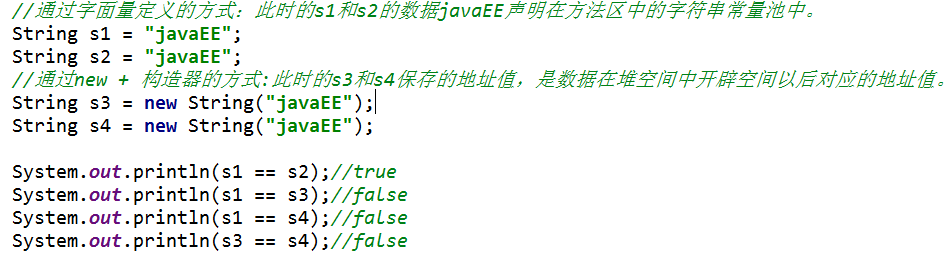 //通过字面量定义的方式：此时的s1和s2的数据javaEE声明在方法区中的字符串常量池中。
String s1 = "javaEE";
String s2 = "javaEE";
//通过new + 构造器的方式:此时的s3和s4保存的地址值，是数据在堆空间中开辟空间以后对应的地址值。
String s3 = new String("javaEE");
String s4 = new String("javaEE");
System.out.println(s1 == s2);//true
System.out.println(s1 == s3);//false
System.out.println(s1 == s4);//false
System.out.println(s3 == s4);//false